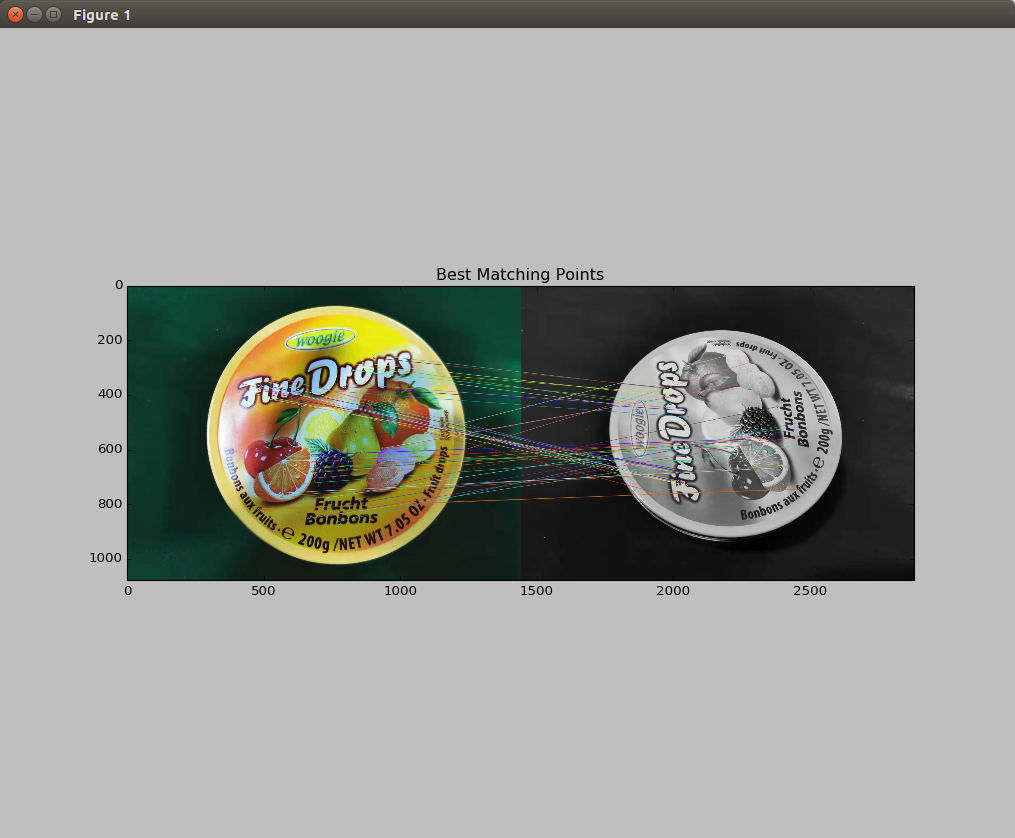 Figure 1
Best Matching Points
0
200
400
600
800
1000
0
500
1000
1500
2000
2500
woogie
Fine Drops
Frucht
Bonbons
Bonbons aux fruits · ℮ 200g /NET WT 7.05 OZ · Fruit drops
woogie
Fine Drops
Frucht
Bonbons
Bonbons aux fruits · ℮ 200g /NET WT 7.05 OZ · Fruit drops